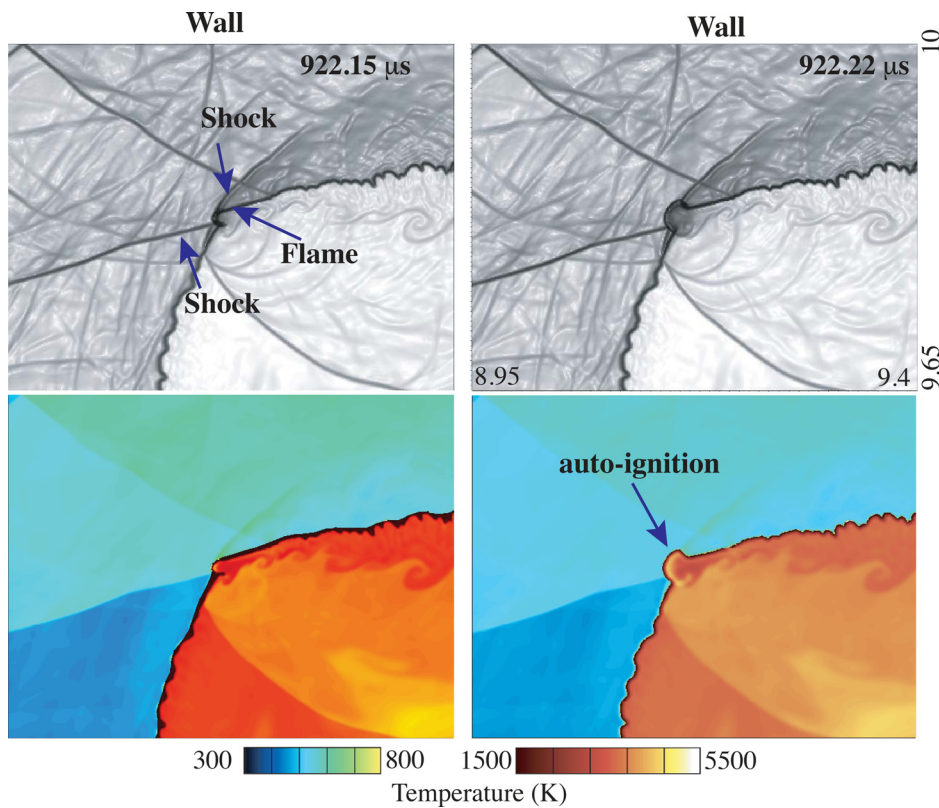 Wall
Wall
922.15 µs
922.22 µs
10
Shock
Flame
Shock
8.95
9.4
9.65
auto-ignition
300
800
1500
5500
Temperature (K)